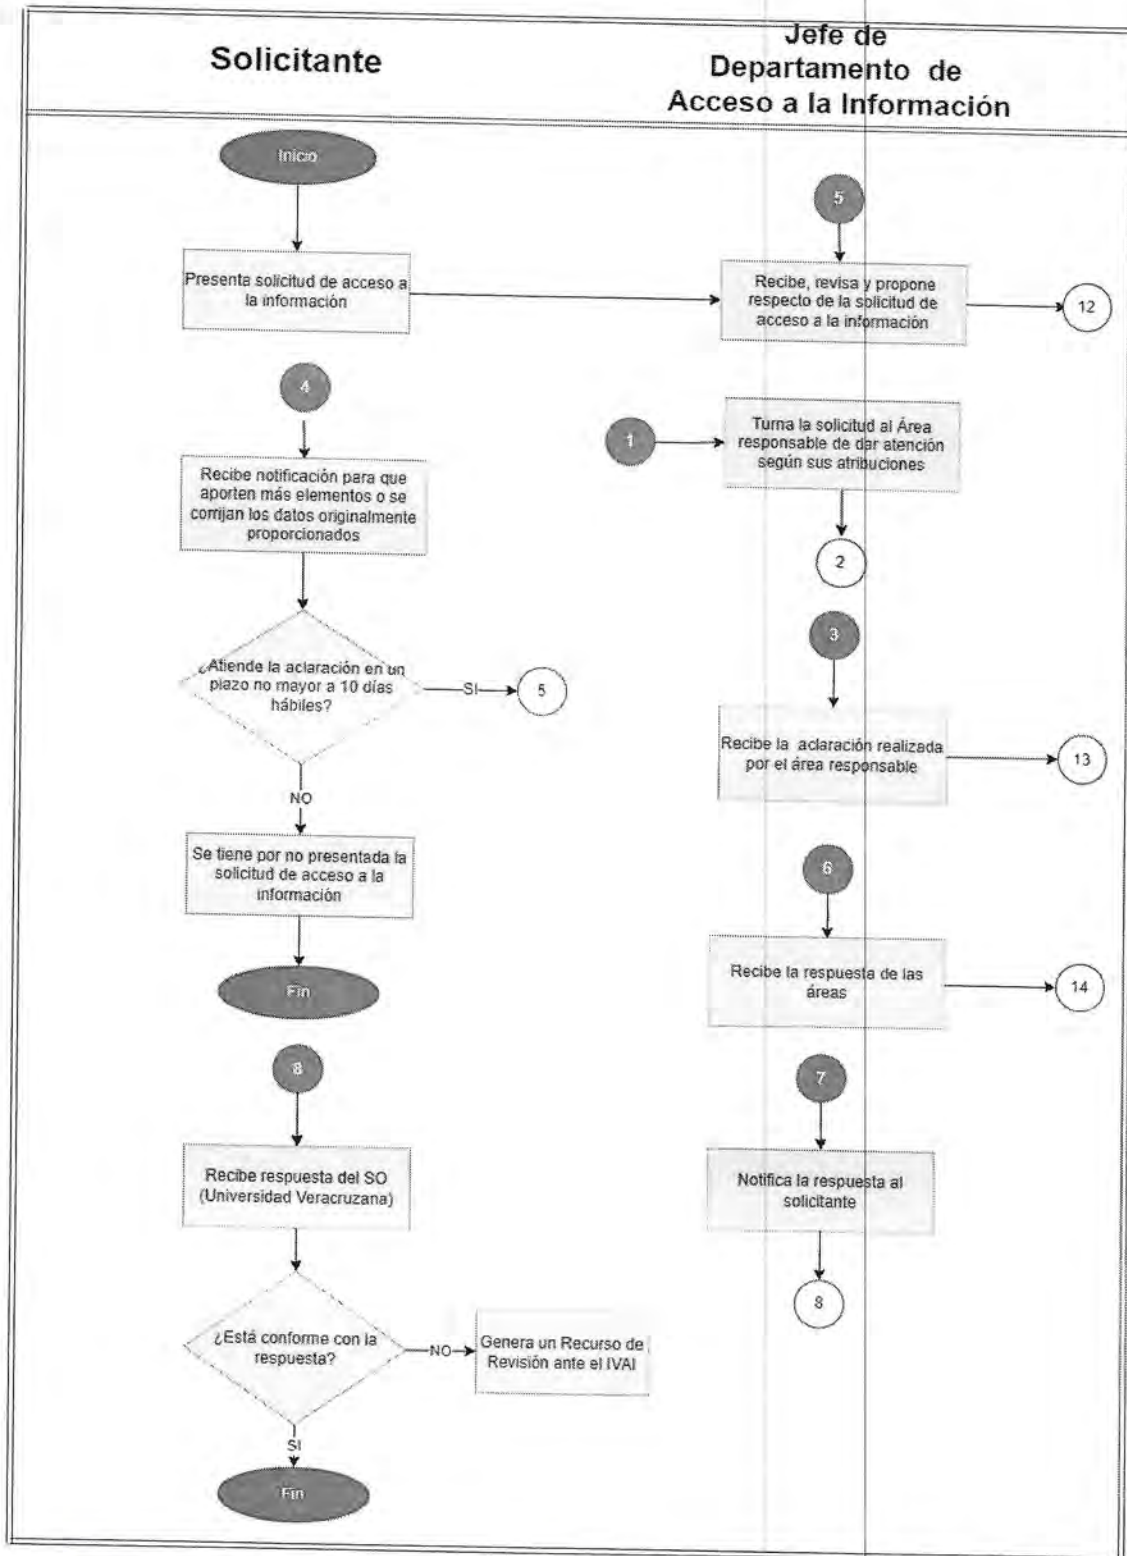 Solicitante
Jefe de
Departamento de
Acceso a la Información
Inicio
Presenta solicitud de acceso a
la información
4
Recibe notificación para que
aporten más elementos o se
corrijan los datos originalmente
proporcionados
¿Atiende la aclaración en un
plazo no mayor a 10 días
hábiles?
SI
5
NO
Se tiene por no presentada la
solicitud de acceso a la
información
Fin
8
Recibe respuesta del SO
(Universidad Veracruzana)
¿Está conforme con la
respuesta?
NO
Genera un Recurso de
Revisión ante el IVAI
SI
Fin
5
Recibe, revisa y propone
respecto de la solicitud de
acceso a la información
12
1
Turna la solicitud al Área
responsable de dar atención
según sus atribuciones
2
3
Recibe la aclaración realizada
por el área responsable
13
6
Recibe la respuesta de las
áreas
14
7
Notifica la respuesta al
solicitante
8